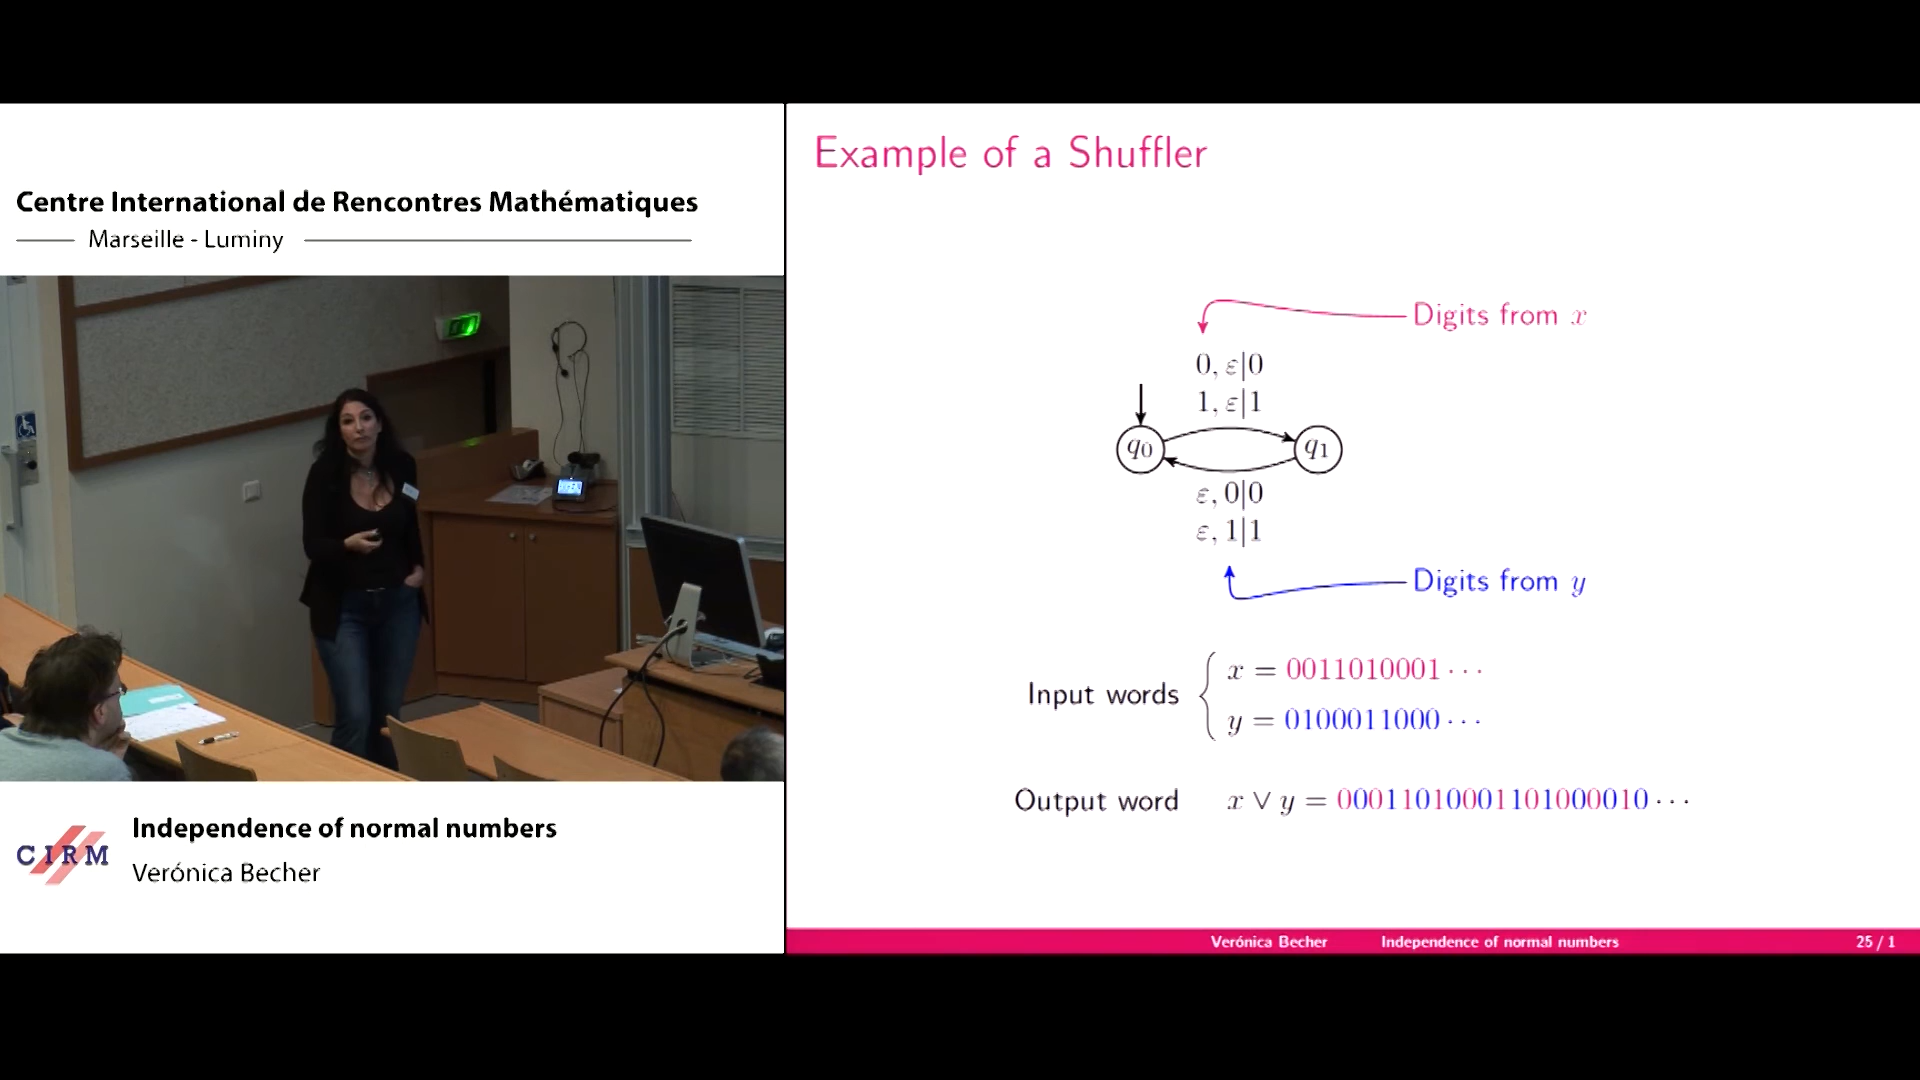 Centre International de Rencontres Mathématiques
Marseille - Luminy
CIRM
Independence of normal numbers
Verónica Becher
Example of a Shuffler
Digits from x
0, ε|0
1, ε|1
q₀ q₁
ε, 0|0
ε, 1|1
Digits from y
Input words { x = 0011010001 · · ·
y = 0100011000 · · ·
Output word x ∨ y = 00011010001101000010 · · ·
Verónica Becher Independence of normal numbers 25 / 1